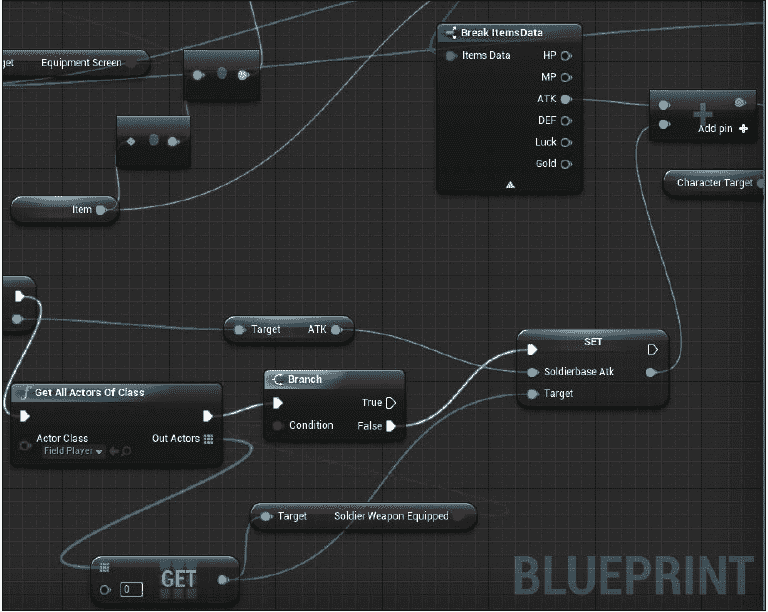 Break ItemsData
get
Equipment Screen
Items Data
HP
MP
ATK
DEF
Luck
Gold
Add pin
Character Target
Item
Target ATK
SET
Soldierbase Atk
Target
Branch
True
Condition False
Get All Actors Of Class
Actor Class Out Actors
Field Player
Target Soldier Weapon Equipped
GET
0
BLUEPRINT